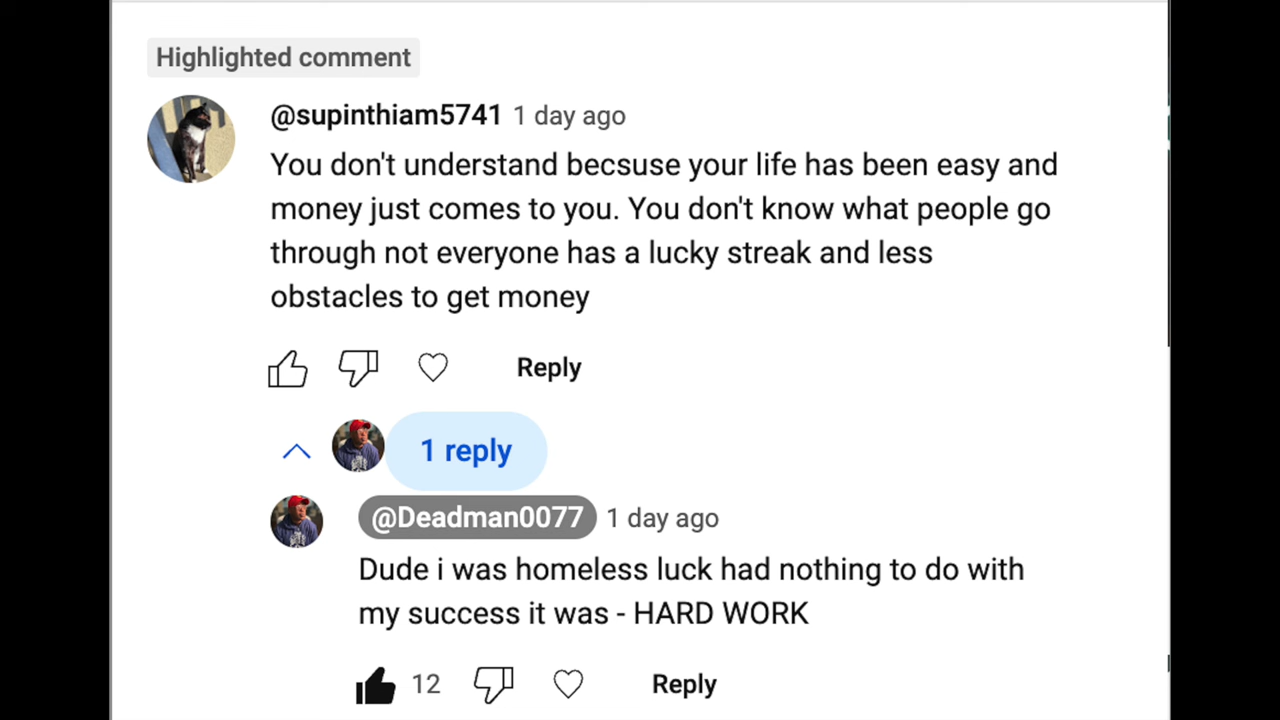 Highlighted comment
@supinthiam5741 1 day ago
You don't understand becsuse your life has been easy and
money just comes to you. You don't know what people go
through not everyone has a lucky streak and less
obstacles to get money
Reply
1 reply
@Deadman0077 1 day ago
Dude i was homeless luck had nothing to do with
my success it was - HARD WORK
12 Reply